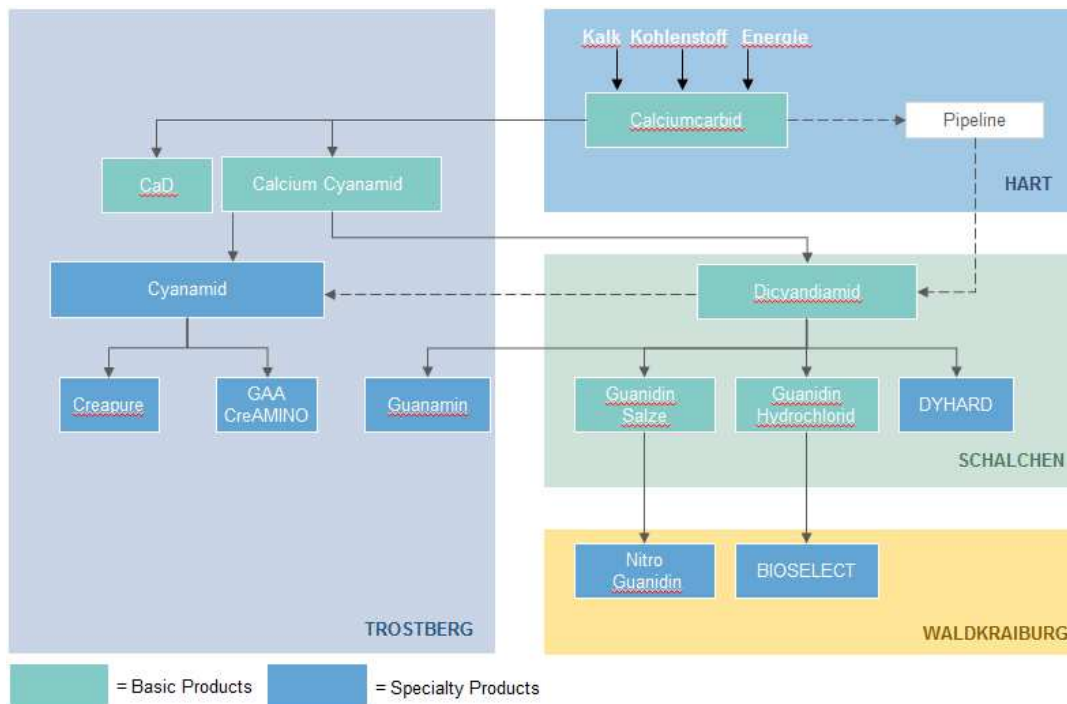 Kalk Kohlenstoff Energie
Calciumcarbid
Pipeline
HART
CaD
Calcium Cyanamid
Cyanamid
Dicyandiamid
Creapure
GAA
CreAMINO
Guanamin
Guanidin
Salze
Guanidin
Hydrochlorid
DYHARD
SCHALCHEN
Nitro
Guanidin
BIOSELECT
TROSTBERG
WALDKRAIBURG
= Basic Products
= Specialty Products